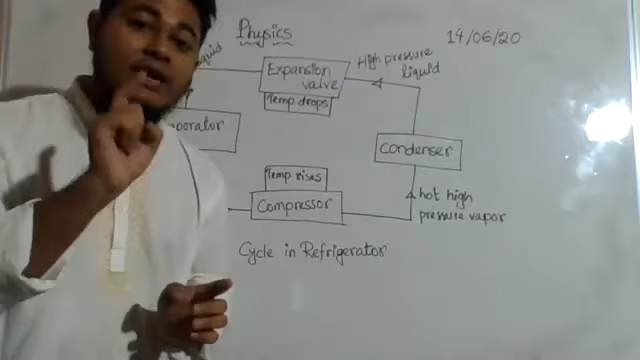 Physics
14/06/20
High pressure
liquid
Expansion
valve
Temp drops
Condenser
Temp rises
Compressor
hot high
pressure vapor
Cycle in Refrigerator